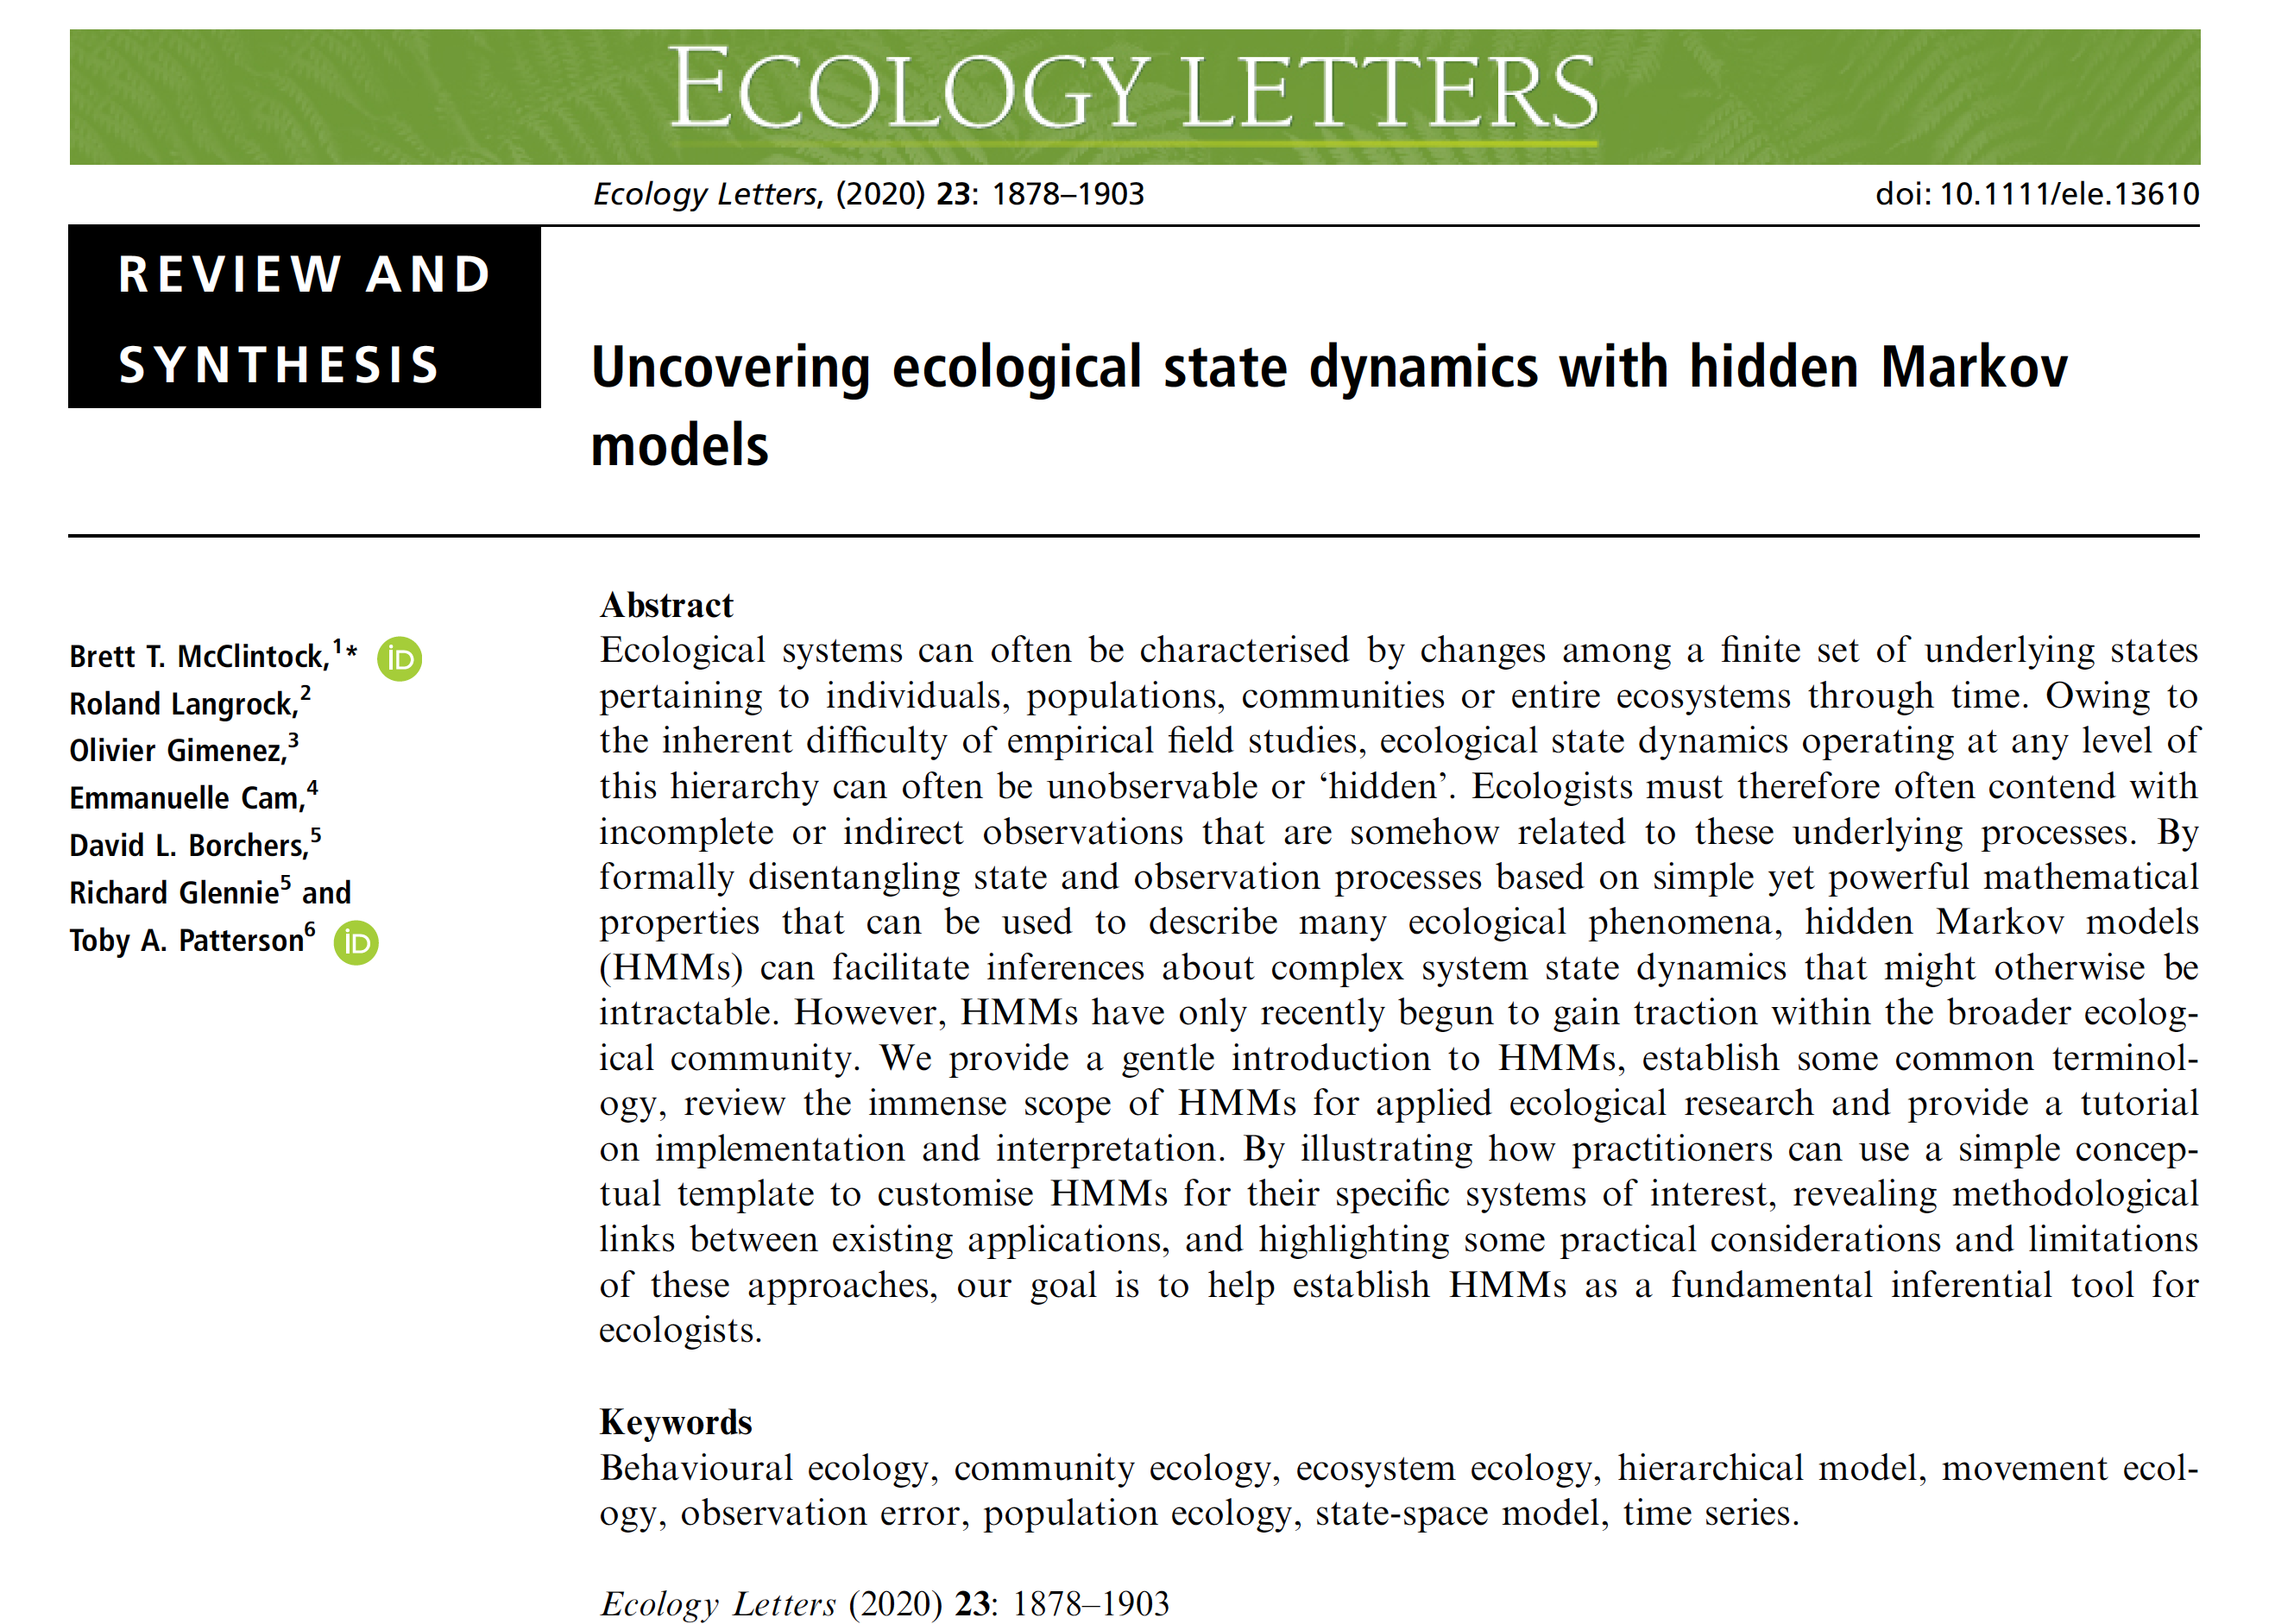 ECOLOGY LETTERS
Ecology Letters, (2020) 23: 1878–1903
doi: 10.1111/ele.13610
REVIEW AND
SYNTHESIS
Uncovering ecological state dynamics with hidden Markov
models
Brett T. McClintock,¹* iD
Roland Langrock,²
Olivier Gimenez,³
Emmanuelle Cam,⁴
David L. Borchers,⁵
Richard Glennie⁵ and
Toby A. Patterson⁶ iD
Abstract
Ecological systems can often be characterised by changes among a finite set of underlying states
pertaining to individuals, populations, communities or entire ecosystems through time. Owing to
the inherent difficulty of empirical field studies, ecological state dynamics operating at any level of
this hierarchy can often be unobservable or ‘hidden’. Ecologists must therefore often contend with
incomplete or indirect observations that are somehow related to these underlying processes. By
formally disentangling state and observation processes based on simple yet powerful mathematical
properties that can be used to describe many ecological phenomena, hidden Markov models
(HMMs) can facilitate inferences about complex system state dynamics that might otherwise be
intractable. However, HMMs have only recently begun to gain traction within the broader ecolog-
ical community. We provide a gentle introduction to HMMs, establish some common terminol-
ogy, review the immense scope of HMMs for applied ecological research and provide a tutorial
on implementation and interpretation. By illustrating how practitioners can use a simple concep-
tual template to customise HMMs for their specific systems of interest, revealing methodological
links between existing applications, and highlighting some practical considerations and limitations
of these approaches, our goal is to help establish HMMs as a fundamental inferential tool for
ecologists.
Keywords
Behavioural ecology, community ecology, ecosystem ecology, hierarchical model, movement ecol-
ogy, observation error, population ecology, state-space model, time series.
Ecology Letters (2020) 23: 1878–1903